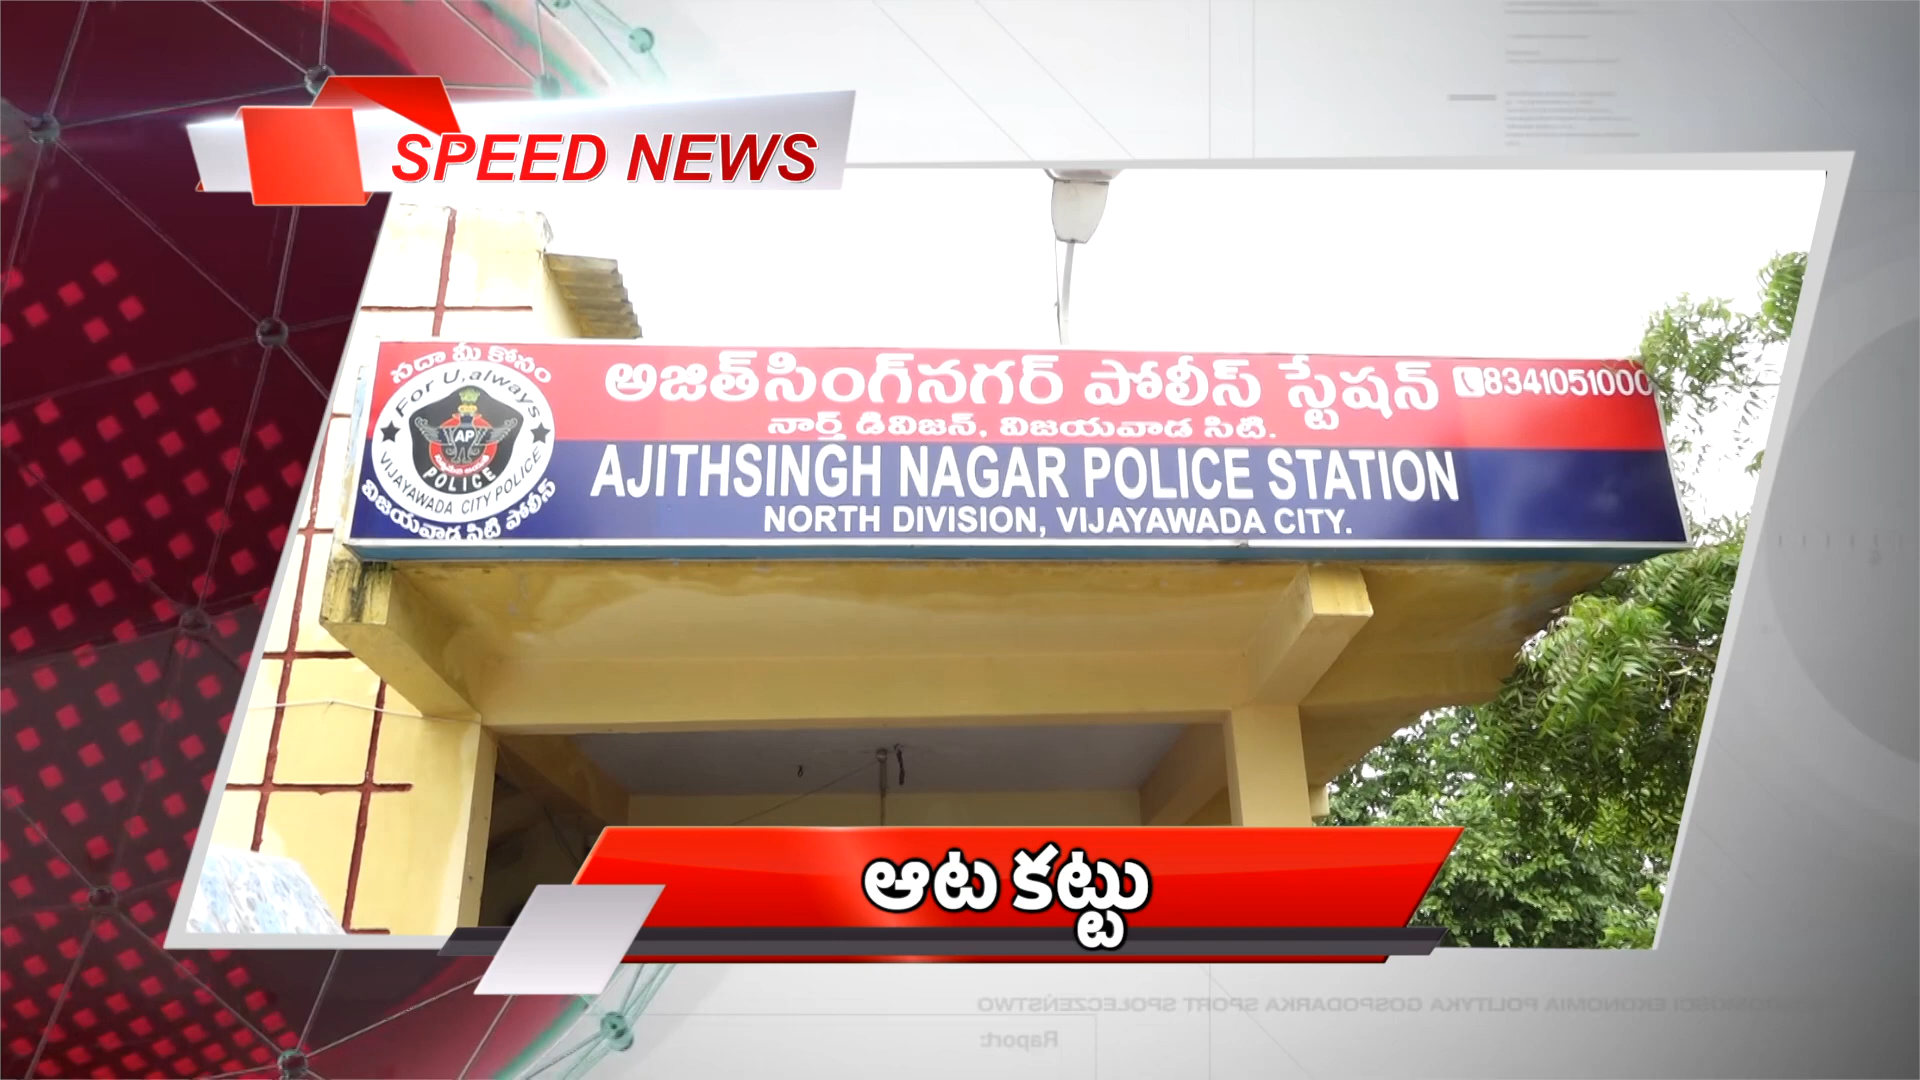 SPEED NEWS
సదా మీ కోసం
For U, always
AP
POLICE
VIJAYAWADA CITY POLICE
విజయవాడ సిటీ పోలీస్
అజిత్‌సింగ్‌నగర్ పోలీస్ స్టేషన్
8341051000
నార్త్ డివిజన్, విజయవాడ సిటి.
AJITHSINGH NAGAR POLICE STATION
NORTH DIVISION, VIJAYAWADA CITY.
ఆట కట్టు